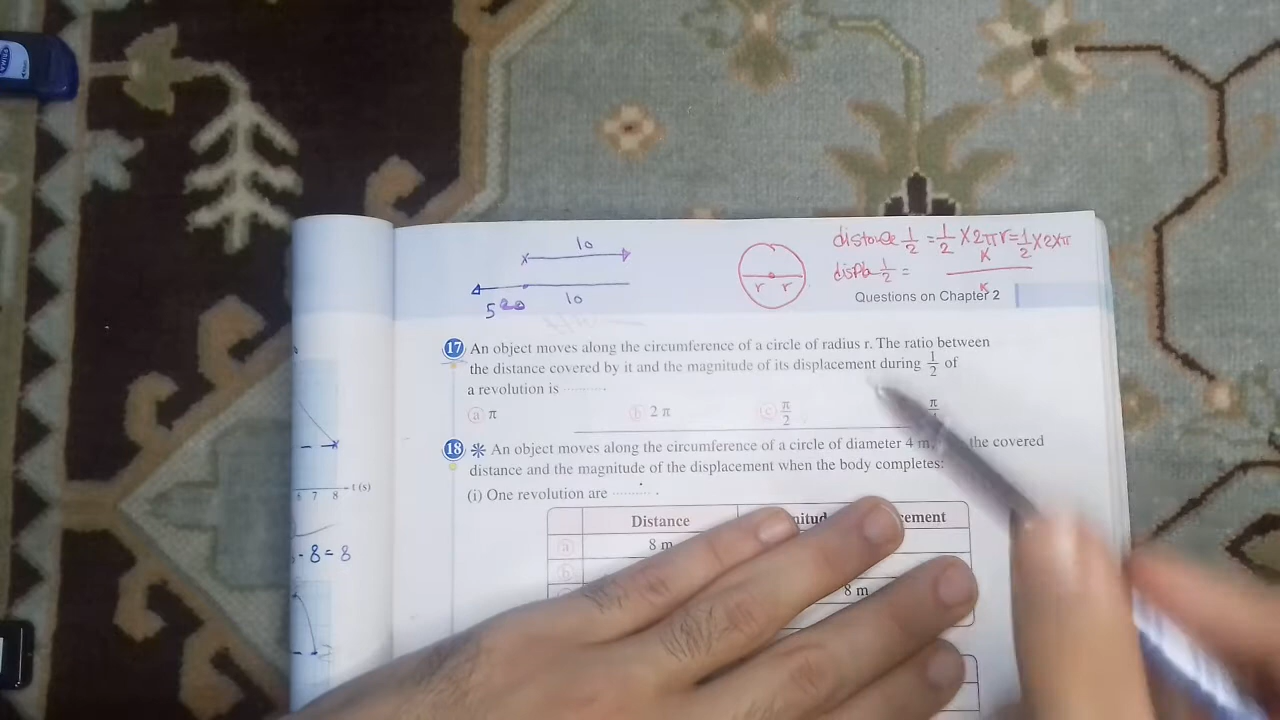 10
10
5
distance 1/2 = 1/2 × 2πr = 1/2 × 2×π
displa 1/2 =
Questions on Chapter 2
17 An object moves along the circumference of a circle of radius r. The ratio between
the distance covered by it and the magnitude of its displacement during 1/2 of
a revolution is ..........
a π b 2 π c π/2 π
18 * An object moves along the circumference of a circle of diameter 4 m, the covered
distance and the magnitude of the displacement when the body completes:
(i) One revolution are .......... .
Distance
a 8 m
b
8 m
6 7 8 t (s)
- 8 = 8
r r